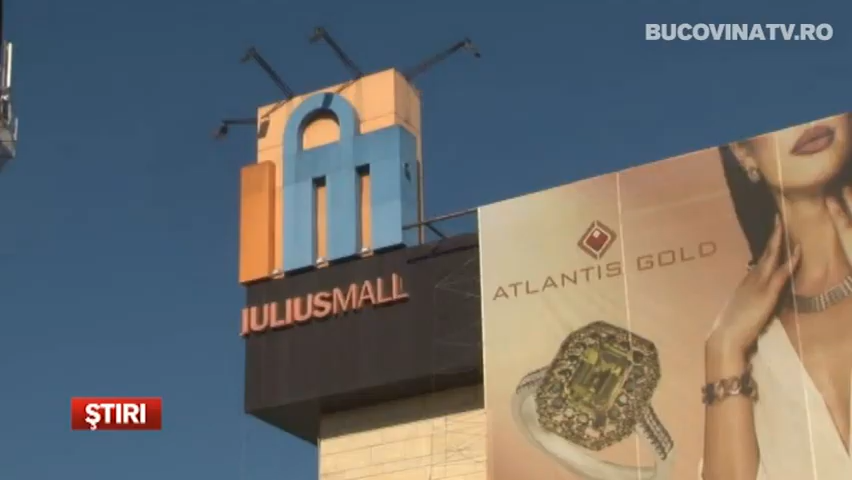 BUCOVINATV.RO
ATLANTIS GOLD
IULIUSMALL
ŞTIRI